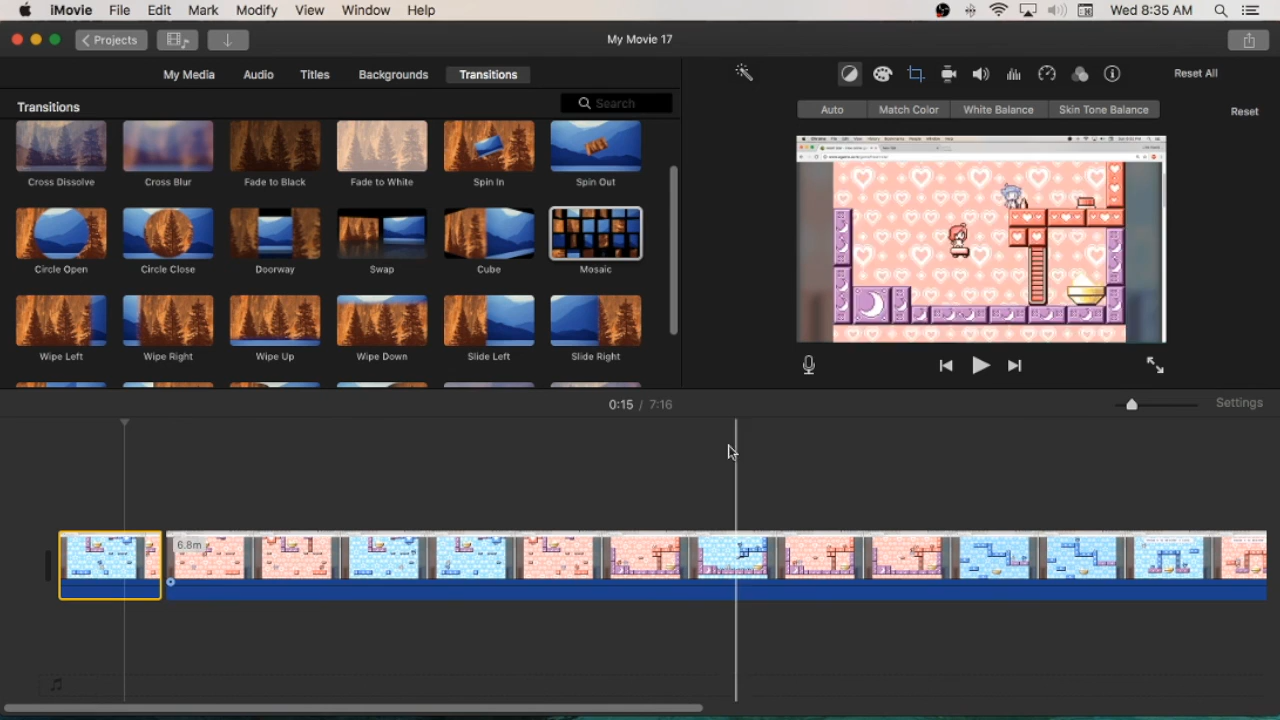 iMovie File Edit Mark Modify View Window Help Wed 8:35 AM
Projects My Movie 17
My Media Audio Titles Backgrounds Transitions Reset All
Transitions Search
Auto Match Color White Balance Skin Tone Balance Reset
Cross Dissolve Cross Blur Fade to Black Fade to White Spin In Spin Out
Circle Open Circle Close Doorway Swap Cube Mosaic
Wipe Left Wipe Right Wipe Up Wipe Down Slide Left Slide Right
0:15 / 7:16 Settings
6.8m